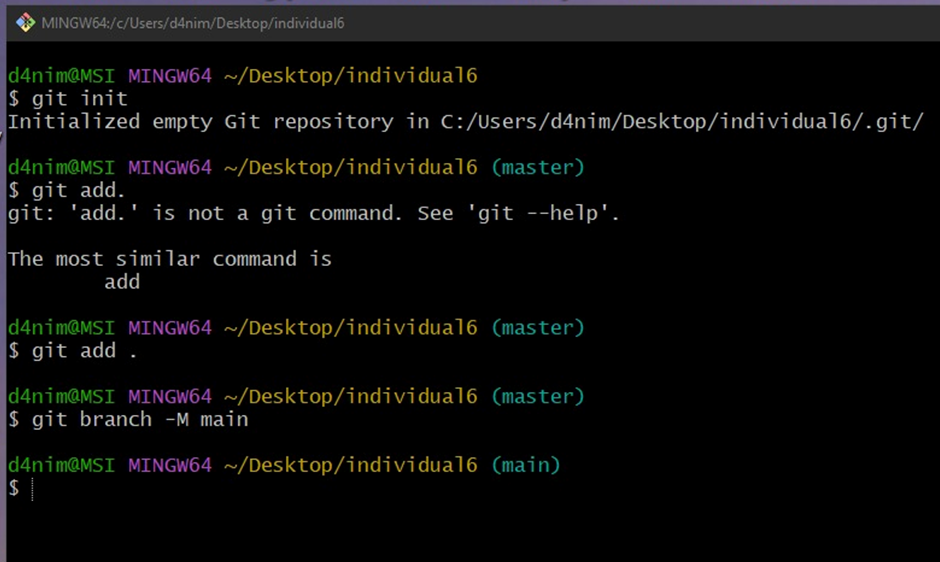 MINGW64:/c/Users/d4nim/Desktop/individual6
d4nim@MSI MINGW64 ~/Desktop/individual6
$ git init
Initialized empty Git repository in C:/Users/d4nim/Desktop/individual6/.git/
d4nim@MSI MINGW64 ~/Desktop/individual6 (master)
$ git add.
git: 'add.' is not a git command. See 'git --help'.
The most similar command is
        add
d4nim@MSI MINGW64 ~/Desktop/individual6 (master)
$ git add .
d4nim@MSI MINGW64 ~/Desktop/individual6 (master)
$ git branch -M main
d4nim@MSI MINGW64 ~/Desktop/individual6 (main)
$